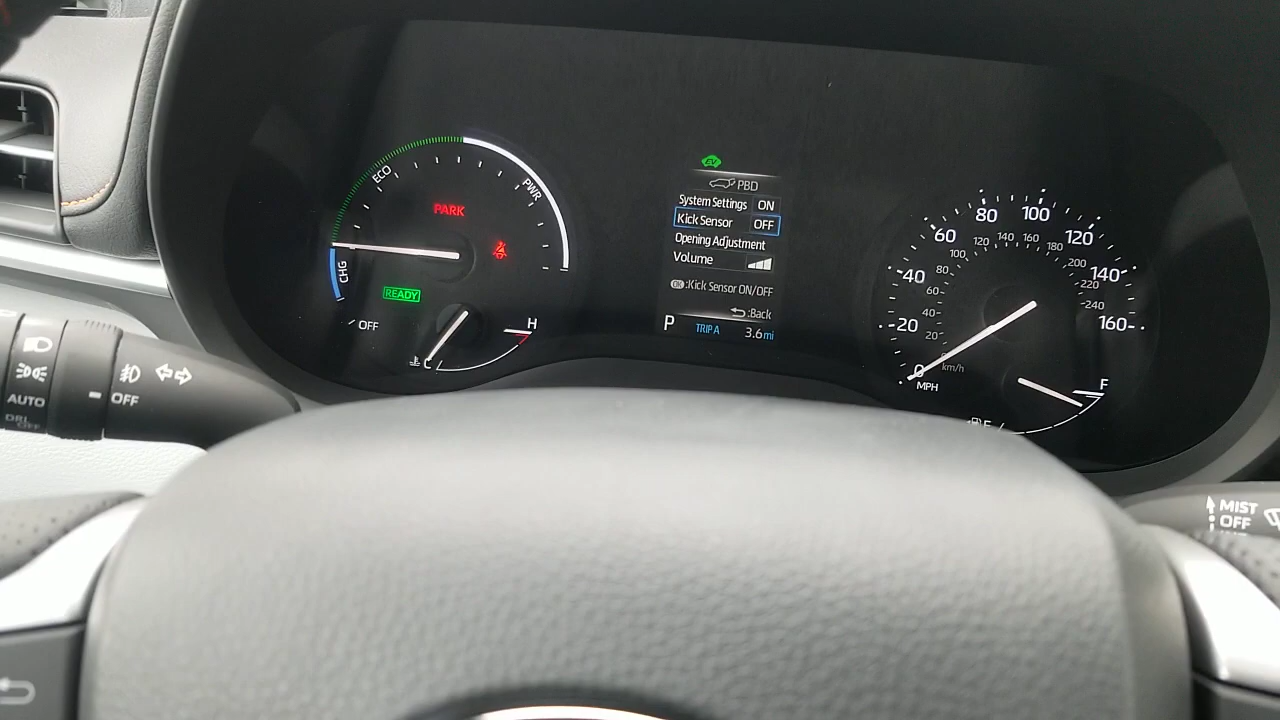 EV
PBD
System Settings ON
Kick Sensor OFF
Opening Adjustment
Volume
OK :Kick Sensor ON/OFF
:Back
P TRIP A 3.6 mi
ECO
PWR
PARK
CHG
READY
OFF
H
C
0 20 40 60 80 100 120 140 160
20 40 60 80 100 120 140 160 180 200 220 240
km/h
MPH
F
E
AUTO
DRL
OFF
OFF
MIST
OFF